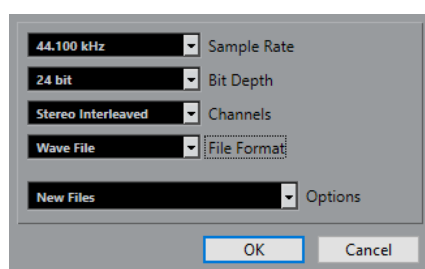 44.100 kHz Sample Rate
24 bit Bit Depth
Stereo Interleaved Channels
Wave File File Format
New Files Options
OK Cancel